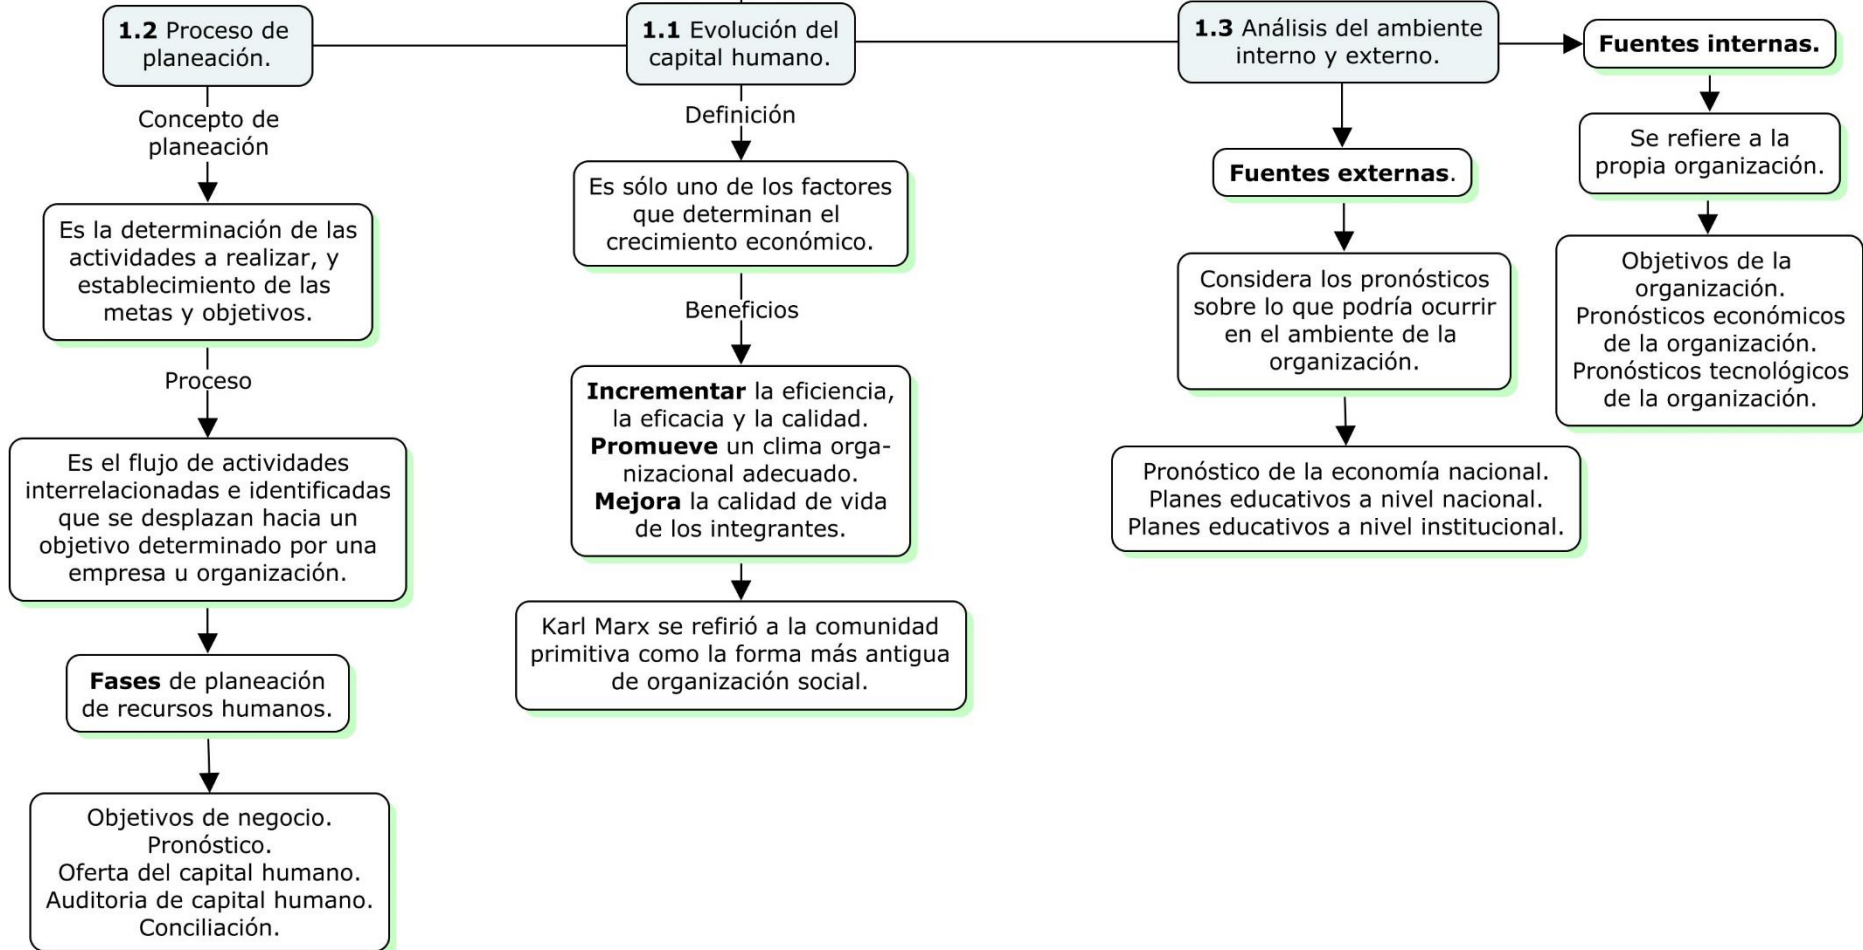 1.2 Proceso de
planeación.
Concepto de
planeación
Es la determinación de las
actividades a realizar, y
establecimiento de las
metas y objetivos.
Proceso
Es el flujo de actividades
interrelacionadas e identificadas
que se desplazan hacia un
objetivo determinado por una
empresa u organización.
Fases de planeación
de recursos humanos.
Objetivos de negocio.
Pronóstico.
Oferta del capital humano.
Auditoria de capital humano.
Conciliación.
1.1 Evolución del
capital humano.
Definición
Es sólo uno de los factores
que determinan el
crecimiento económico.
Beneficios
Incrementar la eficiencia,
la eficacia y la calidad.
Promueve un clima orga-
nizacional adecuado.
Mejora la calidad de vida
de los integrantes.
Karl Marx se refirió a la comunidad
primitiva como la forma más antigua
de organización social.
1.3 Análisis del ambiente
interno y externo.
Fuentes externas.
Considera los pronósticos
sobre lo que podría ocurrir
en el ambiente de la
organización.
Pronóstico de la economía nacional.
Planes educativos a nivel nacional.
Planes educativos a nivel institucional.
Fuentes internas.
Se refiere a la
propia organización.
Objetivos de la
organización.
Pronósticos económicos
de la organización.
Pronósticos tecnológicos
de la organización.